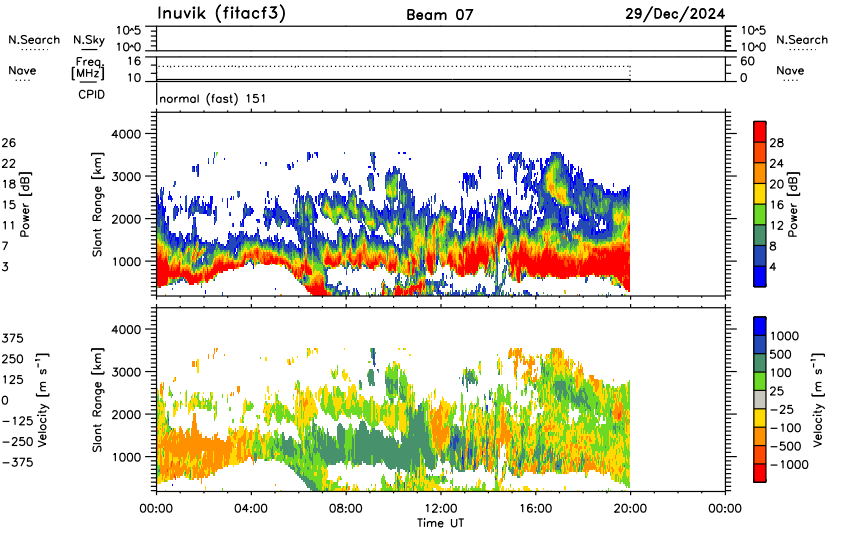 Inuvik (fitacf3) Beam 07 29/Dec/2024
N.Search N.Sky 10^5 10^0 10^5 10^0 N.Search
Nave Freq. [MHz] 16 10 60 0 Nave
CPID normal (fast) 151
26 22 18 15 11 7 3
Power [dB]
Slant Range [km]
4000
3000
2000
1000
28
24
20
16
12
8
4
Power [dB]
375
250
125
0
−125
−250
−375
Velocity [m s⁻¹]
Slant Range [km]
4000
3000
2000
1000
1000
500
100
25
−25
−100
−500
−1000
Velocity [m s⁻¹]
00:00 04:00 08:00 12:00 16:00 20:00 00:00
Time UT